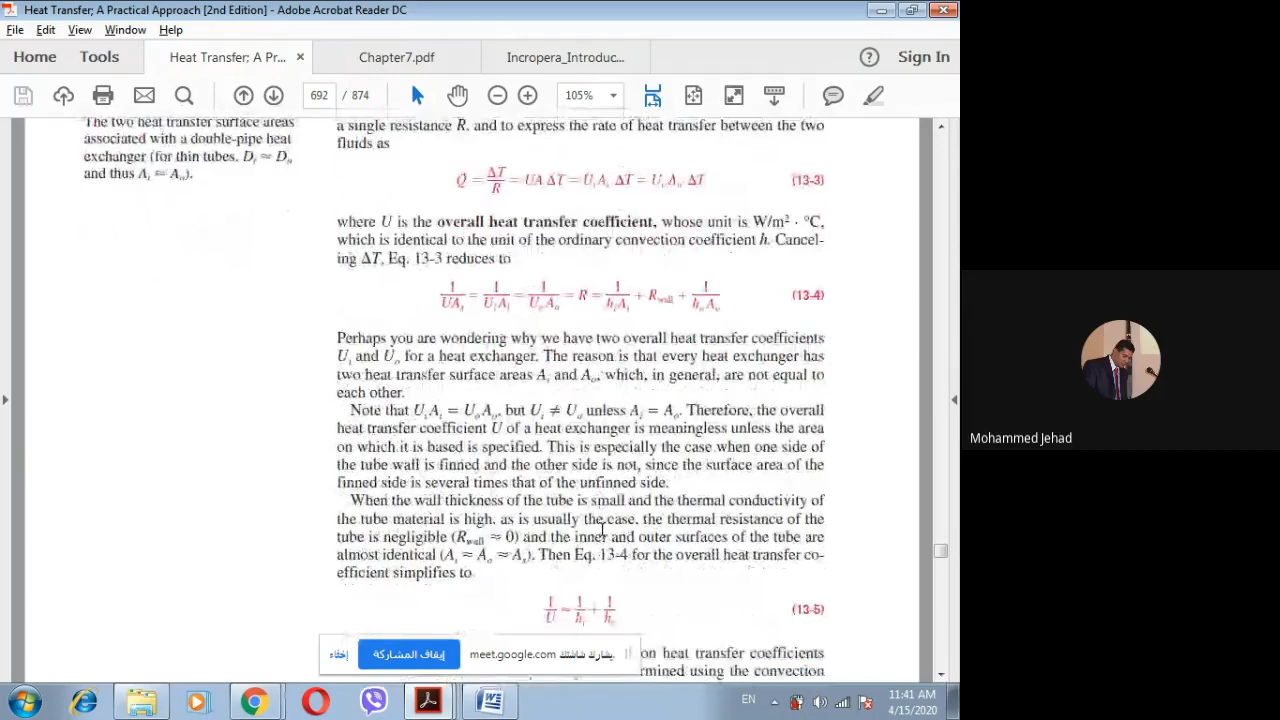 Heat Transfer; A Practical Approach [2nd Edition] - Adobe Acrobat Reader DC
File Edit View Window Help
Home Tools Heat Transfer; A Pr... × Chapter7.pdf Incropera_Introduc... Sign In
692 / 874 105%
The two heat transfer surface areas
associated with a double-pipe heat
exchanger (for thin tubes, Di ≈ Do
and thus Ai ≈ Ao).
a single resistance R, and to express the rate of heat transfer between the two
fluids as
Q̇ = ΔT/R = UA ΔT = UiAi ΔT = UoAo ΔT (13-3)
where U is the overall heat transfer coefficient, whose unit is W/m² · °C,
which is identical to the unit of the ordinary convection coefficient h. Cancel-
ing ΔT, Eq. 13-3 reduces to
1/UAs = 1/UiAi = 1/UoAo = R = 1/hiAi + Rwall + 1/hoAo (13-4)
Perhaps you are wondering why we have two overall heat transfer coefficients
Ui and Uo for a heat exchanger. The reason is that every heat exchanger has
two heat transfer surface areas Ai and Ao, which, in general, are not equal to
each other.
Note that UiAi = UoAo, but Ui ≠ Uo unless Ai = Ao. Therefore, the overall
heat transfer coefficient U of a heat exchanger is meaningless unless the area
on which it is based is specified. This is especially the case when one side of
the tube wall is finned and the other side is not, since the surface area of the
finned side is several times that of the unfinned side.
When the wall thickness of the tube is small and the thermal conductivity of
the tube material is high, as is usually the case, the thermal resistance of the
tube is negligible (Rwall ≈ 0) and the inner and outer surfaces of the tube are
almost identical (Ai ≈ Ao ≈ As). Then Eq. 13-4 for the overall heat transfer co-
efficient simplifies to
1/U ≈ 1/hi + 1/ho (13-5)
on heat transfer coefficients
rmined using the convection
meet.google.com يشارك شاشتك
إيقاف المشاركة
إخفاء
Mohammed Jehad
EN
11:41 AM
4/15/2020